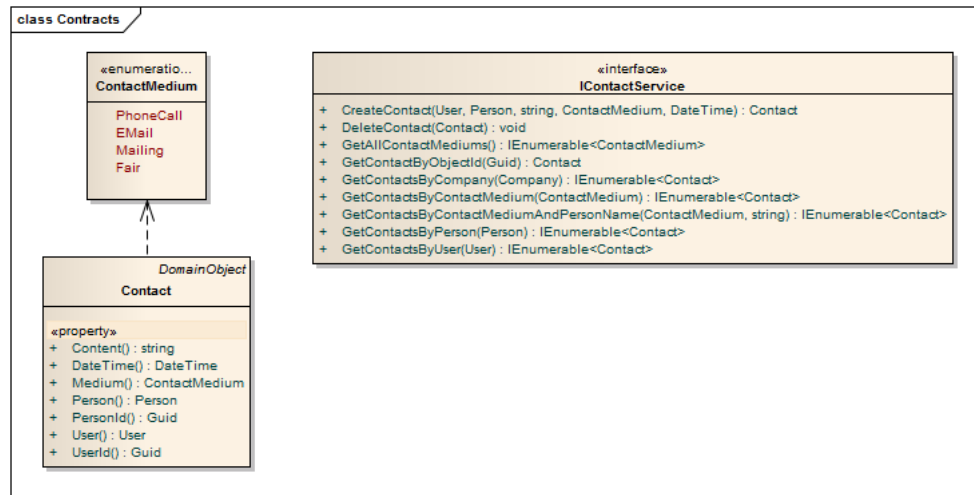 class Contracts
«enumeratio...
ContactMedium
PhoneCall
EMail
Mailing
Fair
«interface»
IContactService
+ CreateContact(User, Person, string, ContactMedium, DateTime) : Contact
+ DeleteContact(Contact) : void
+ GetAllContactMediums() : IEnumerable<ContactMedium>
+ GetContactByObjectId(Guid) : Contact
+ GetContactsByCompany(Company) : IEnumerable<Contact>
+ GetContactsByContactMedium(ContactMedium) : IEnumerable<Contact>
+ GetContactsByContactMediumAndPersonName(ContactMedium, string) : IEnumerable<Contact>
+ GetContactsByPerson(Person) : IEnumerable<Contact>
+ GetContactsByUser(User) : IEnumerable<Contact>
DomainObject
Contact
«property»
+ Content() : string
+ DateTime() : DateTime
+ Medium() : ContactMedium
+ Person() : Person
+ PersonId() : Guid
+ User() : User
+ UserId() : Guid